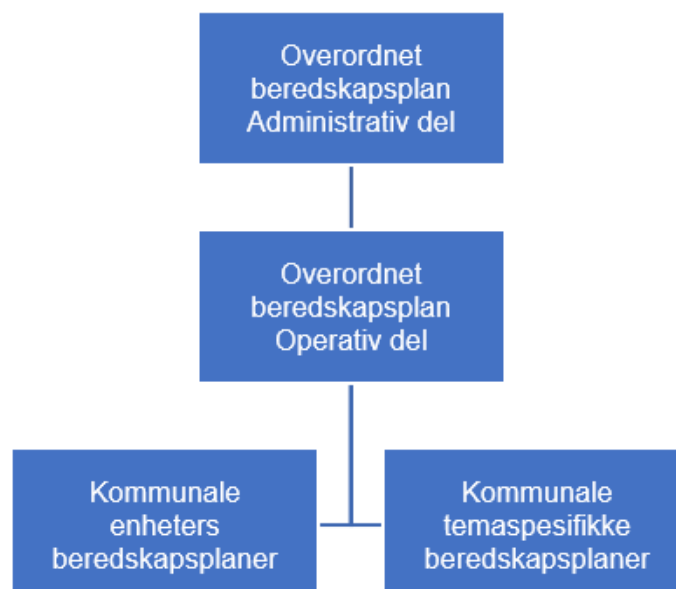 Overordnet
beredskapsplan
Administrativ del
Overordnet
beredskapsplan
Operativ del
Kommunale
enheters
beredskapsplaner
Kommunale
temaspesifikke
beredskapsplaner